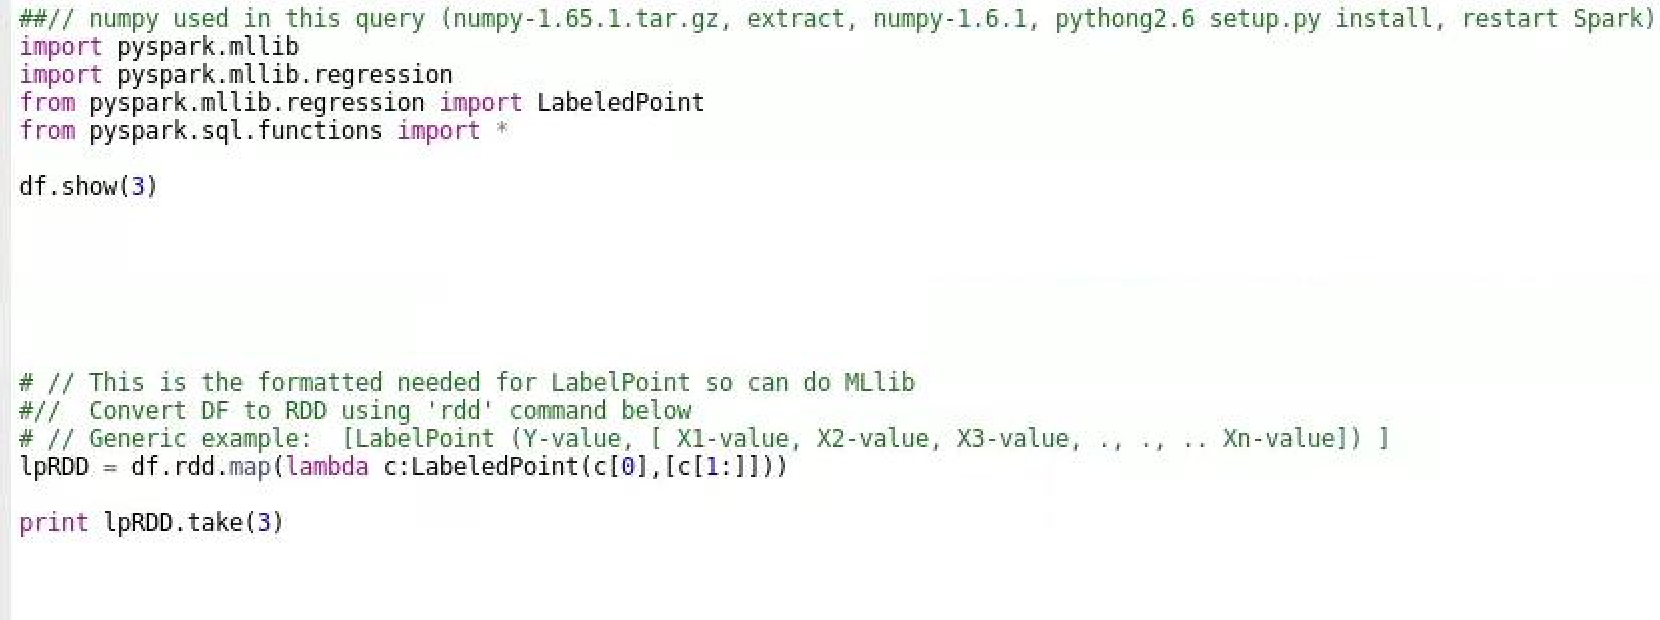 ##// numpy used in this query (numpy-1.65.1.tar.gz, extract, numpy-1.6.1, pythong2.6 setup.py install, restart Spark)
import pyspark.mllib
import pyspark.mllib.regression
from pyspark.mllib.regression import LabeledPoint
from pyspark.sql.functions import *
df.show(3)
# // This is the formatted needed for LabelPoint so can do MLlib
#//  Convert DF to RDD using 'rdd' command below
# // Generic example:  [LabelPoint (Y-value, [ X1-value, X2-value, X3-value, ., ., .. Xn-value]) ]
lpRDD = df.rdd.map(lambda c:LabeledPoint(c[0],[c[1:]]))
print lpRDD.take(3)